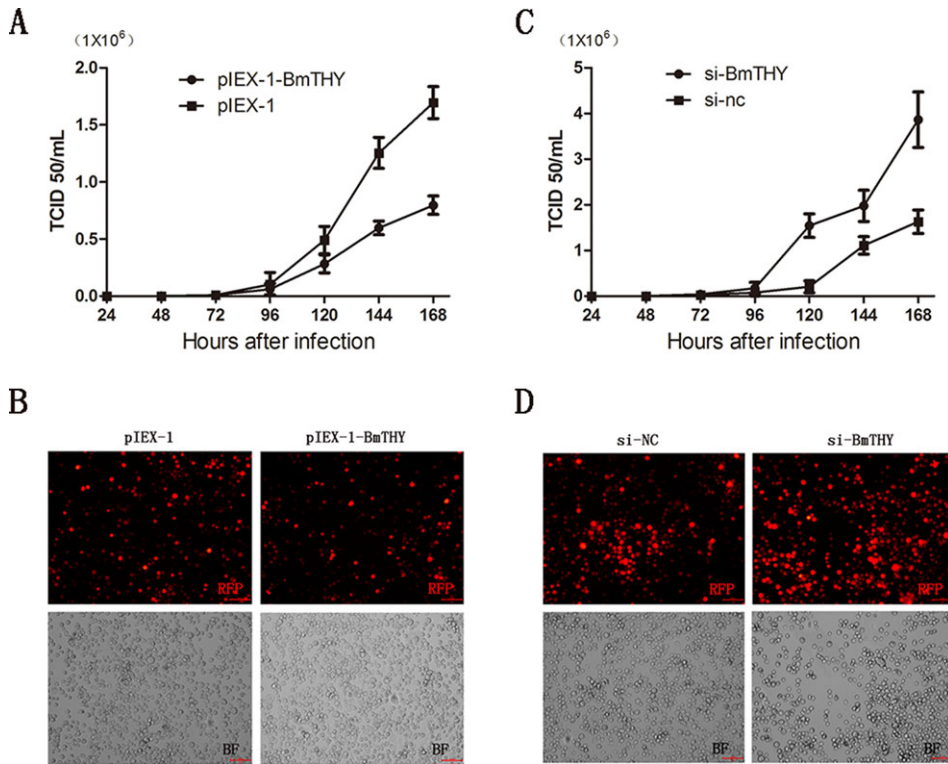 A
(1X10⁶)
TCID 50/mL
2.0
1.5
1.0
0.5
0.0
pIEX-1-BmTHY
pIEX-1
24 48 72 96 120 144 168
Hours after infection
C
(1X10⁶)
TCID 50/mL
5
4
3
2
1
0
si-BmTHY
si-nc
24 48 72 96 120 144 168
Hours after infection
B
pIEX-1 pIEX-1-BmTHY
RFP RFP
BF BF
D
si-NC si-BmTHY
RFP RFP
BF BF